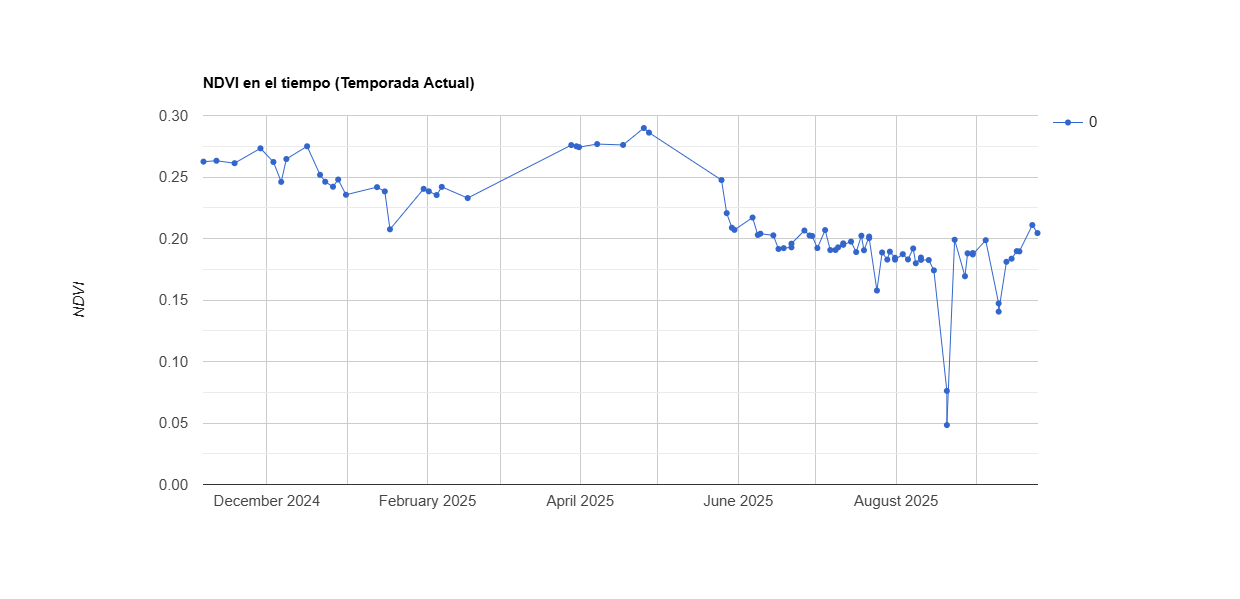 NDVI en el tiempo (Temporada Actual)
0.30
0
0.25
0.20
0.15
NDVI
0.10
0.05
0.00
December 2024
February 2025
April 2025
June 2025
August 2025